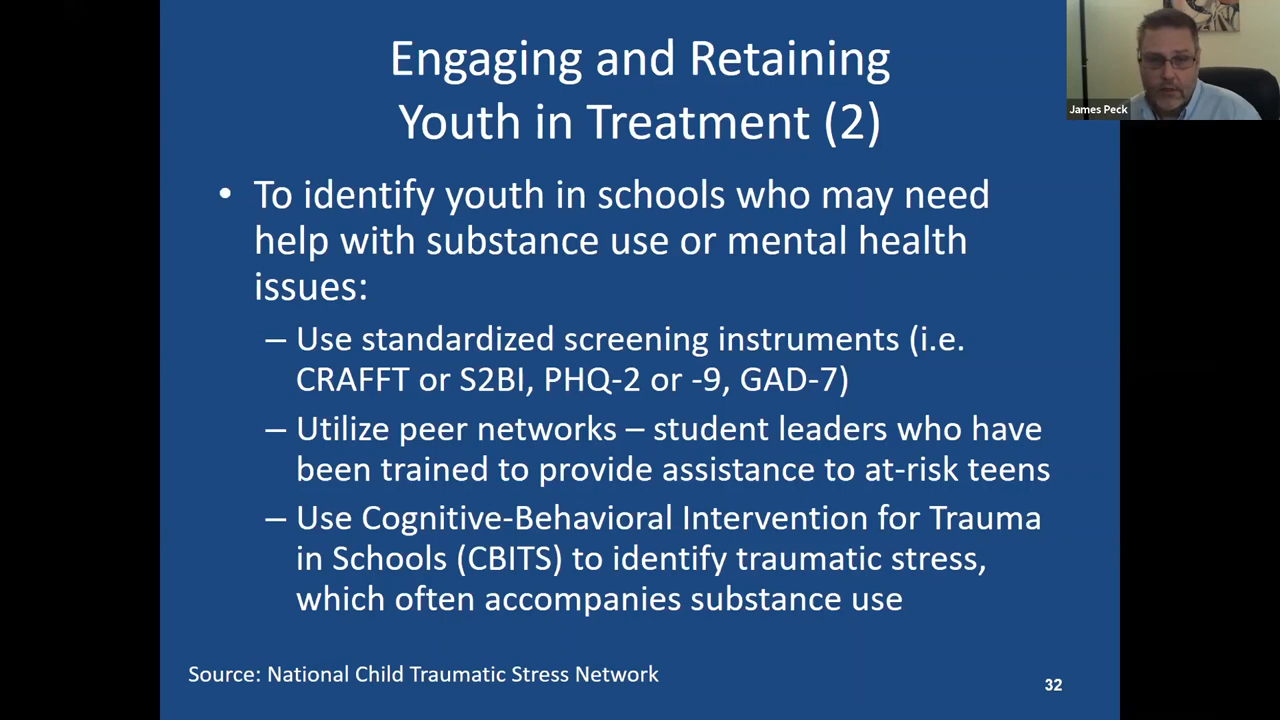 Engaging and Retaining
Youth in Treatment (2)
James Peck
• To identify youth in schools who may need
help with substance use or mental health
issues:
– Use standardized screening instruments (i.e.
CRAFFT or S2BI, PHQ-2 or -9, GAD-7)
– Utilize peer networks – student leaders who have
been trained to provide assistance to at-risk teens
– Use Cognitive-Behavioral Intervention for Trauma
in Schools (CBITS) to identify traumatic stress,
which often accompanies substance use
Source: National Child Traumatic Stress Network
32